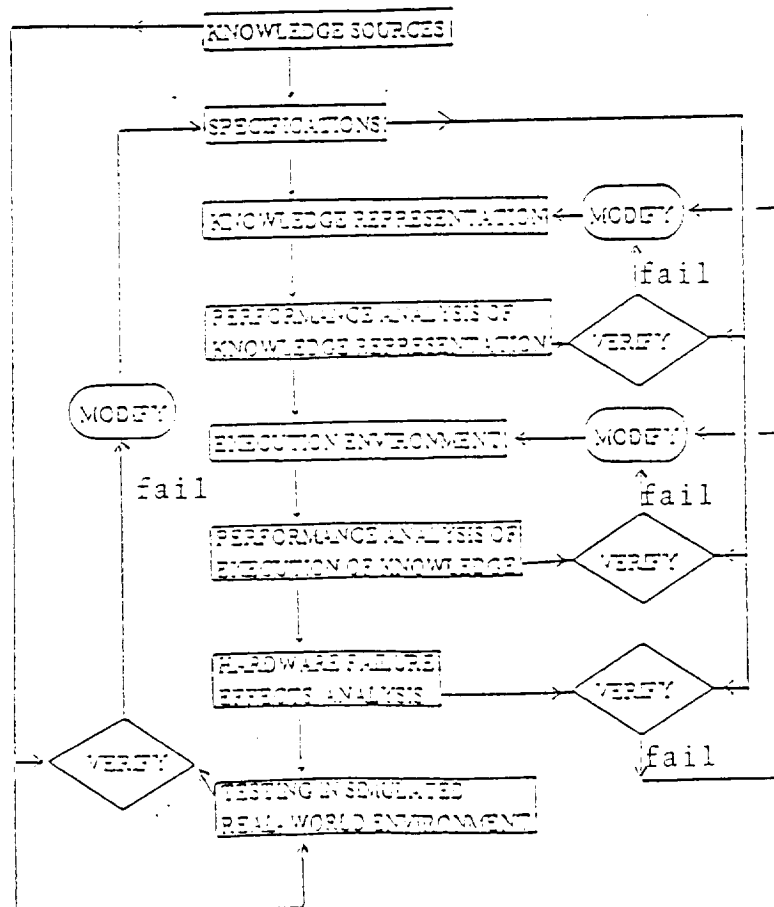 KNOWLEDGE SOURCES
SPECIFICATIONS
KNOWLEDGE REPRESENTATION
MODIFY
fail
PERFORMANCE ANALYSIS OF
KNOWLEDGE REPRESENTATION
VERIFY
MODIFY
EXECUTION ENVIRONMENT
MODIFY
fail
fail
PERFORMANCE ANALYSIS OF
EXECUTION OF KNOWLEDGE
VERIFY
HARDWARE FAILURE
EFFECTS ANALYSIS
VERIFY
fail
VERIFY
TESTING IN SIMULATED
REAL-WORLD ENVIRONMENT